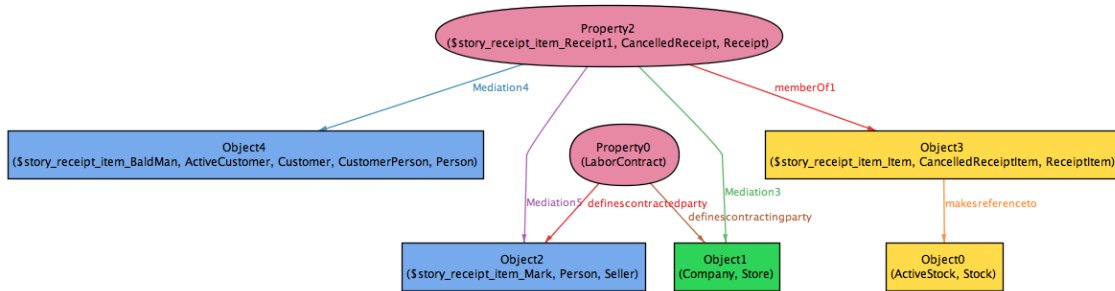 Property2
($story_receipt_item_Receipt1, CancelledReceipt, Receipt)
Mediation4
memberOf1
Object4
($story_receipt_item_BaldMan, ActiveCustomer, Customer, CustomerPerson, Person)
Property0
(LaborContract)
Object3
($story_receipt_item_Item, CancelledReceiptItem, ReceiptItem)
Mediation5
definescontractedparty
Mediation3
definescontractingparty
makesreferenceto
Object2
($story_receipt_item_Mark, Person, Seller)
Object1
(Company, Store)
Object0
(ActiveStock, Stock)